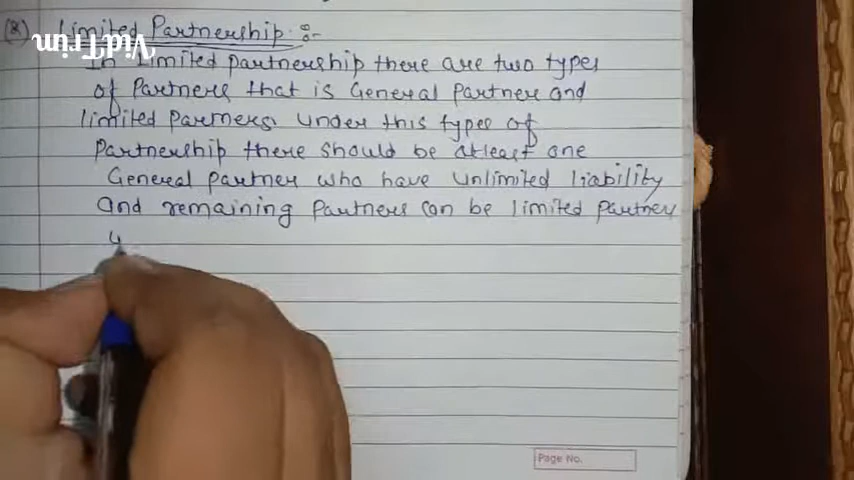 (8) Limited Partnership :-
VidTrim
In Limited partnership there are two types
of Partners that is General Partner and
limited Parners. Under this types of
Partnership there should be atleast one
General partner who have unlimited liability
and remaining Partners can be limited partner
Page No.